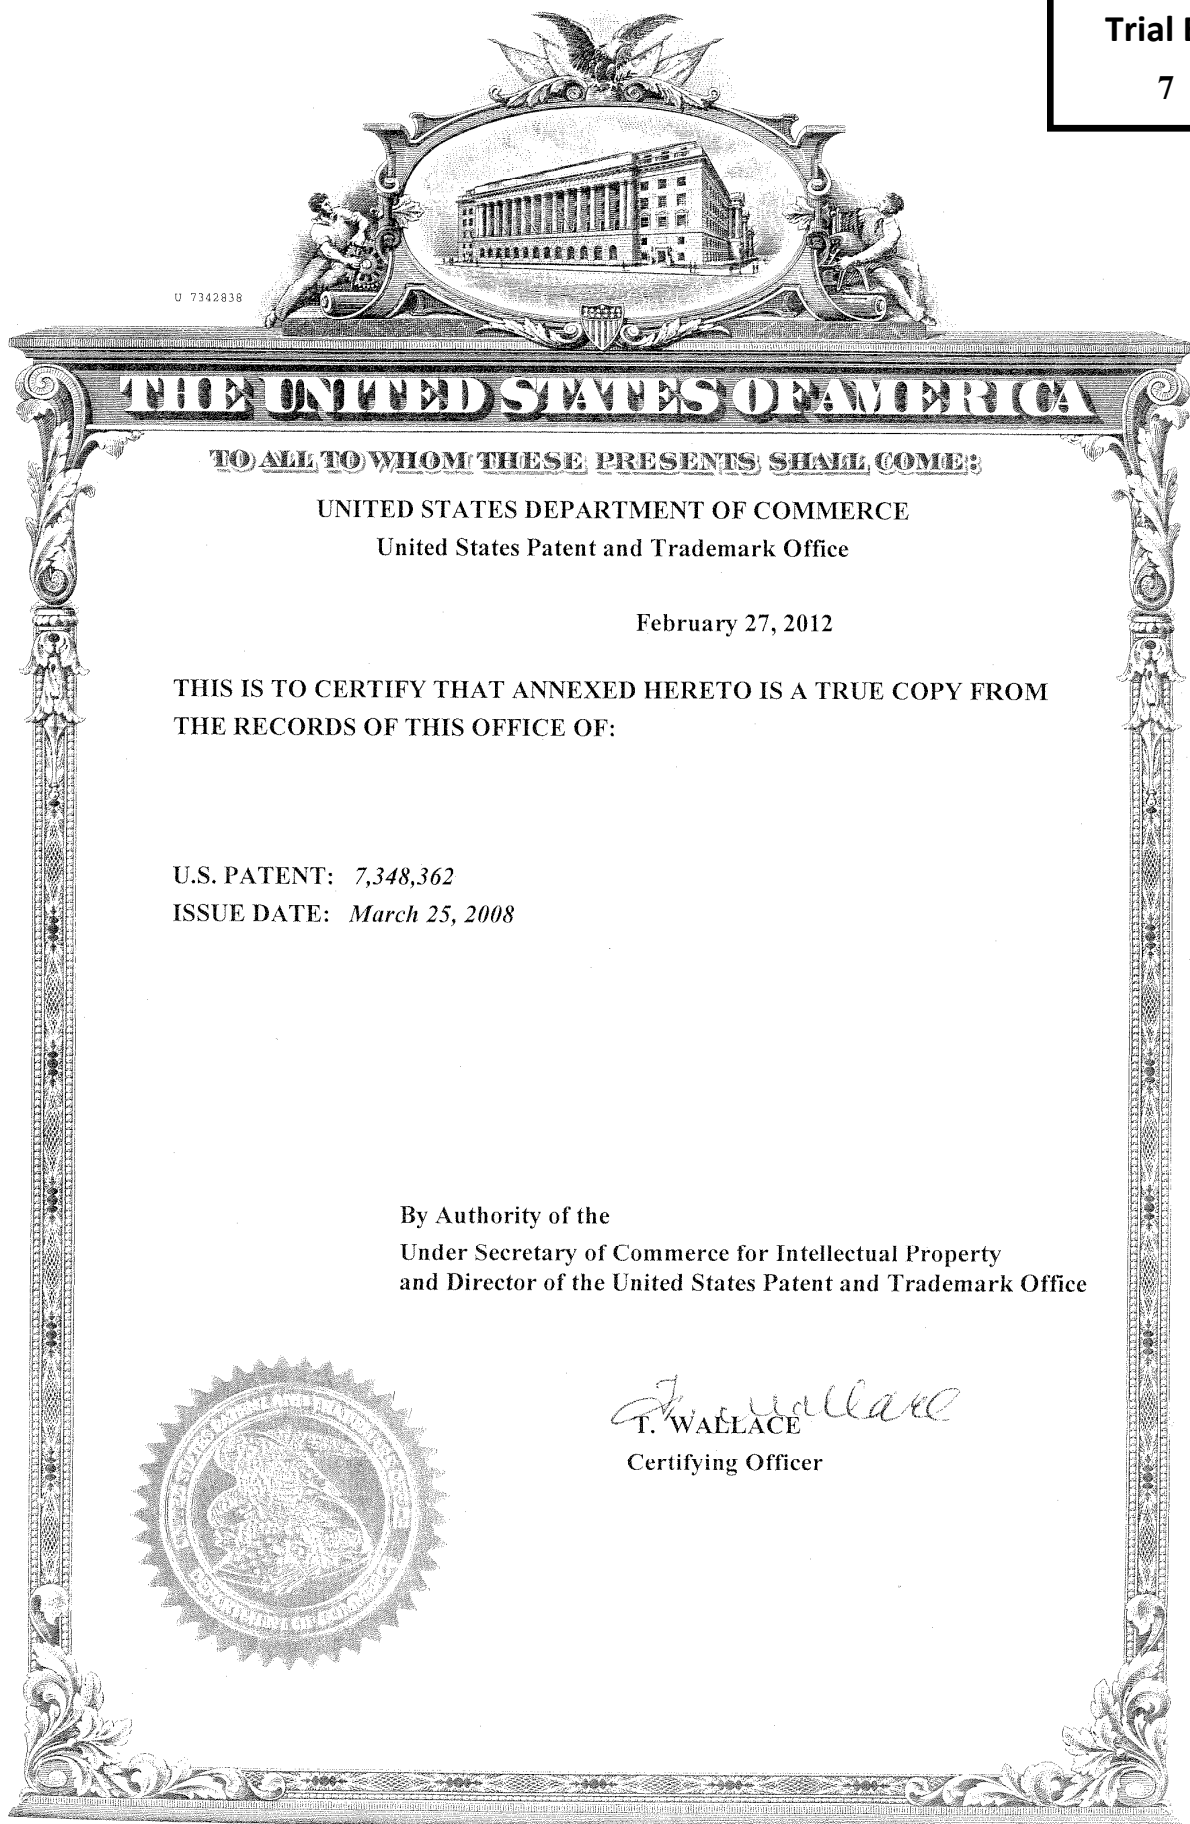 Trial
7
U 7342838
THE UNITED STATES OF AMERICA
TO ALL TO WHOM THESE PRESENTS SHALL COME:
UNITED STATES DEPARTMENT OF COMMERCE
United States Patent and Trademark Office
February 27, 2012
THIS IS TO CERTIFY THAT ANNEXED HERETO IS A TRUE COPY FROM
THE RECORDS OF THIS OFFICE OF:
U.S. PATENT: 7,348,362
ISSUE DATE: March 25, 2008
By Authority of the
Under Secretary of Commerce for Intellectual Property
and Director of the United States Patent and Trademark Office
T. WALLACE
Certifying Officer